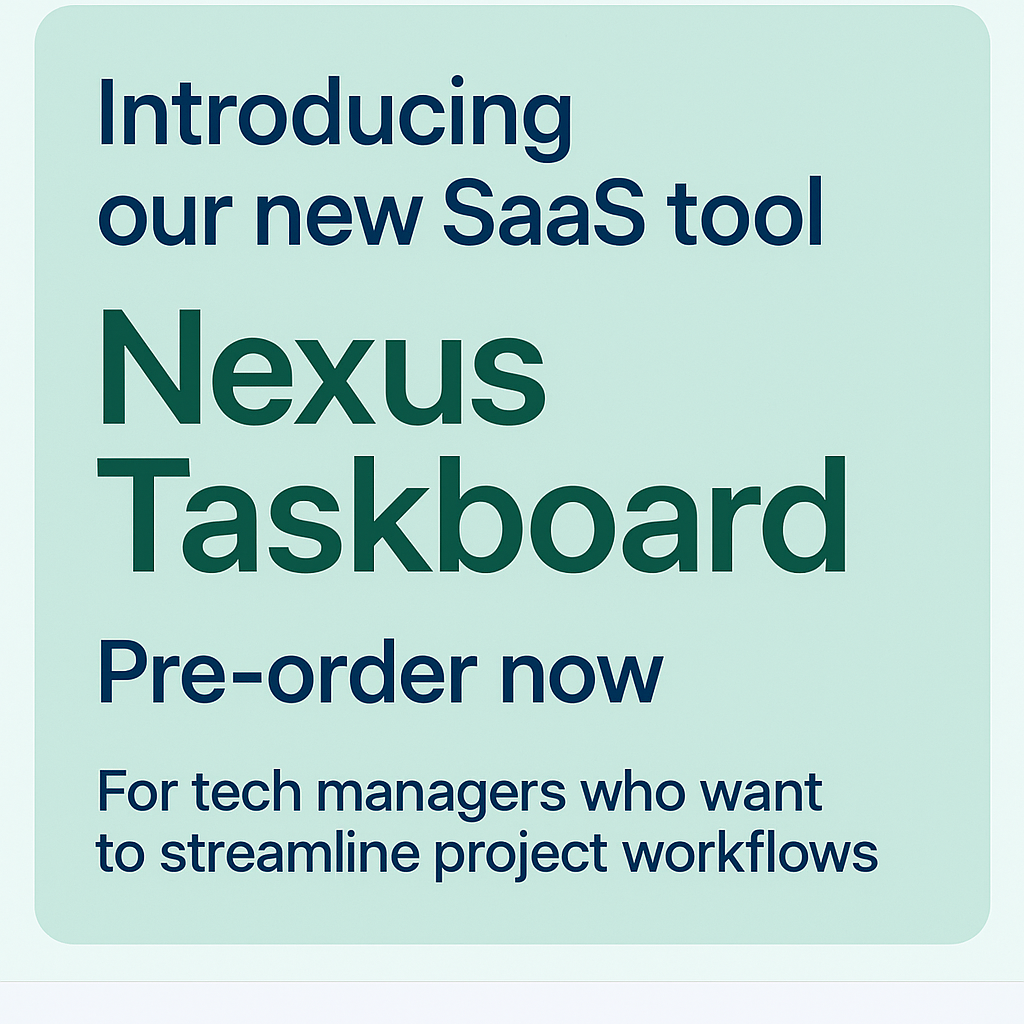 Introducing
our new SaaS tool
Nexus
Taskboard
Pre-order now
For tech managers who want
to streamline project workflows